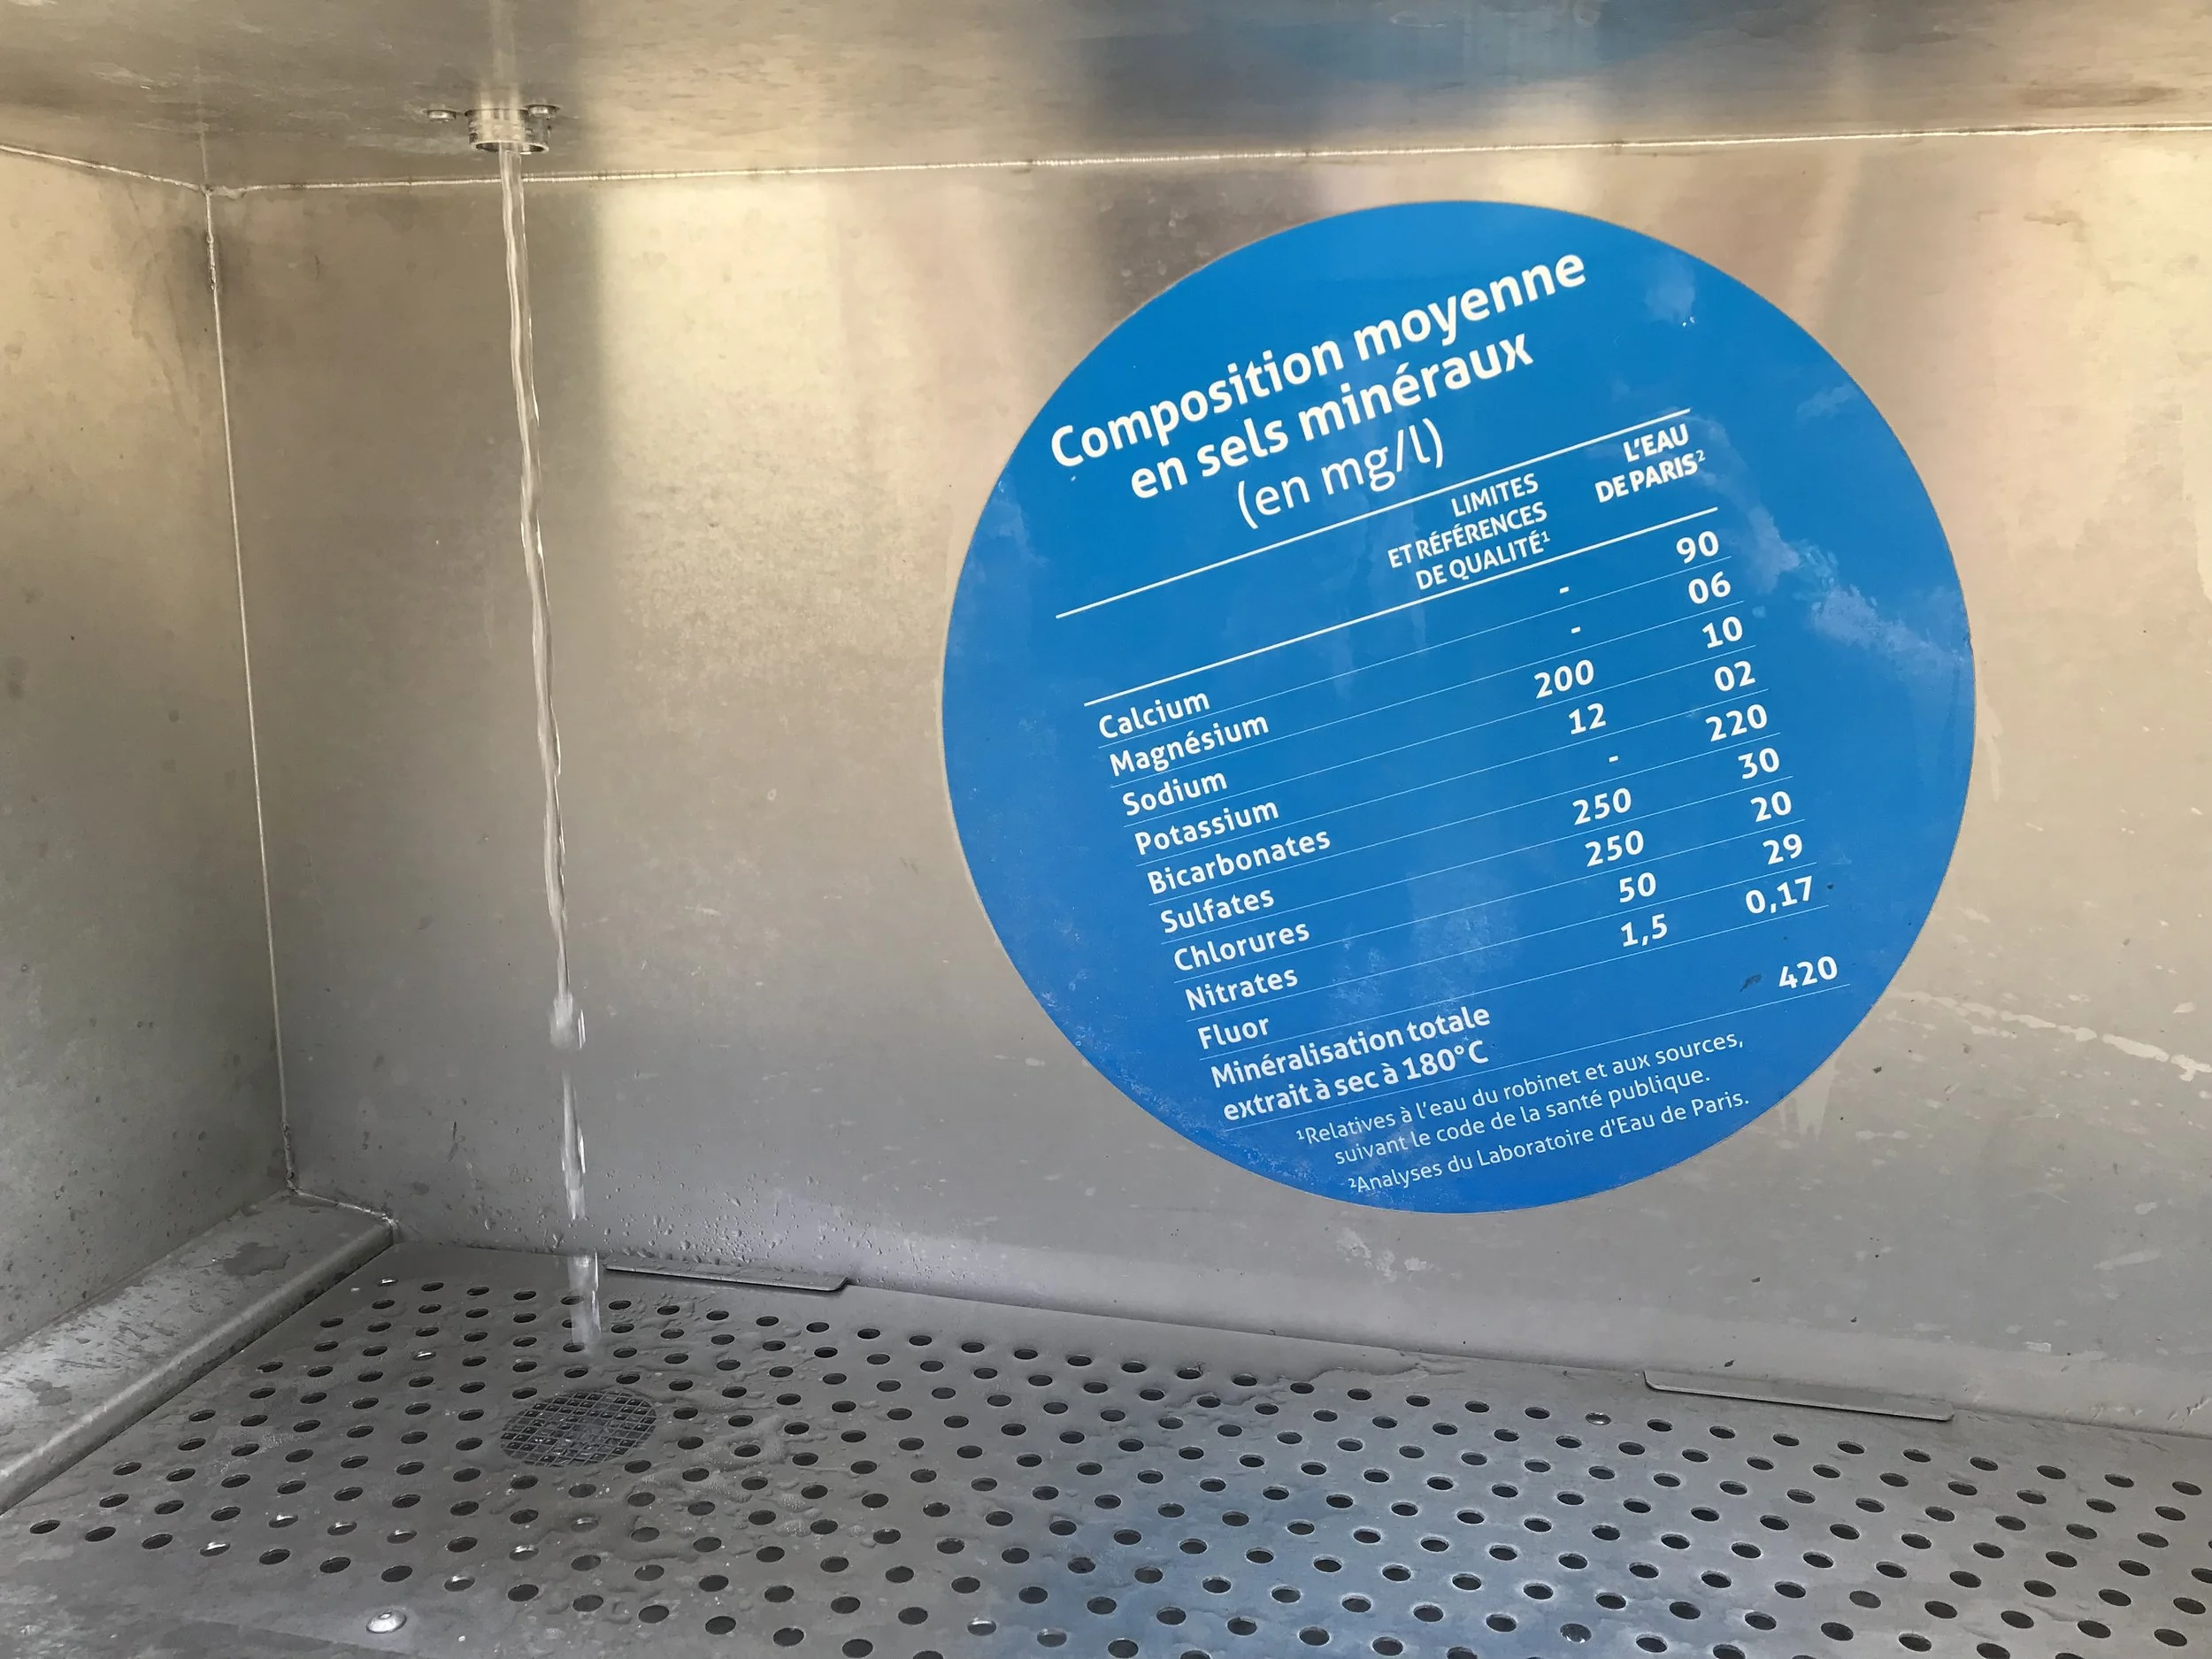 Composition moyenne
en sels minéraux
(en mg/l)
LIMITES
ET RÉFÉRENCES
DE QUALITÉ¹
L'EAU
DE PARIS²
Calcium - 90
Magnésium - 06
Sodium 200 10
Potassium 12 02
Bicarbonates - 220
Sulfates 250 30
Chlorures 250 20
Nitrates 50 29
Fluor 1,5 0,17
Minéralisation totale
extrait à sec à 180°C 420
¹Relatives à l'eau du robinet et aux sources,
suivant le code de la santé publique.
²Analyses du Laboratoire d'Eau de Paris.